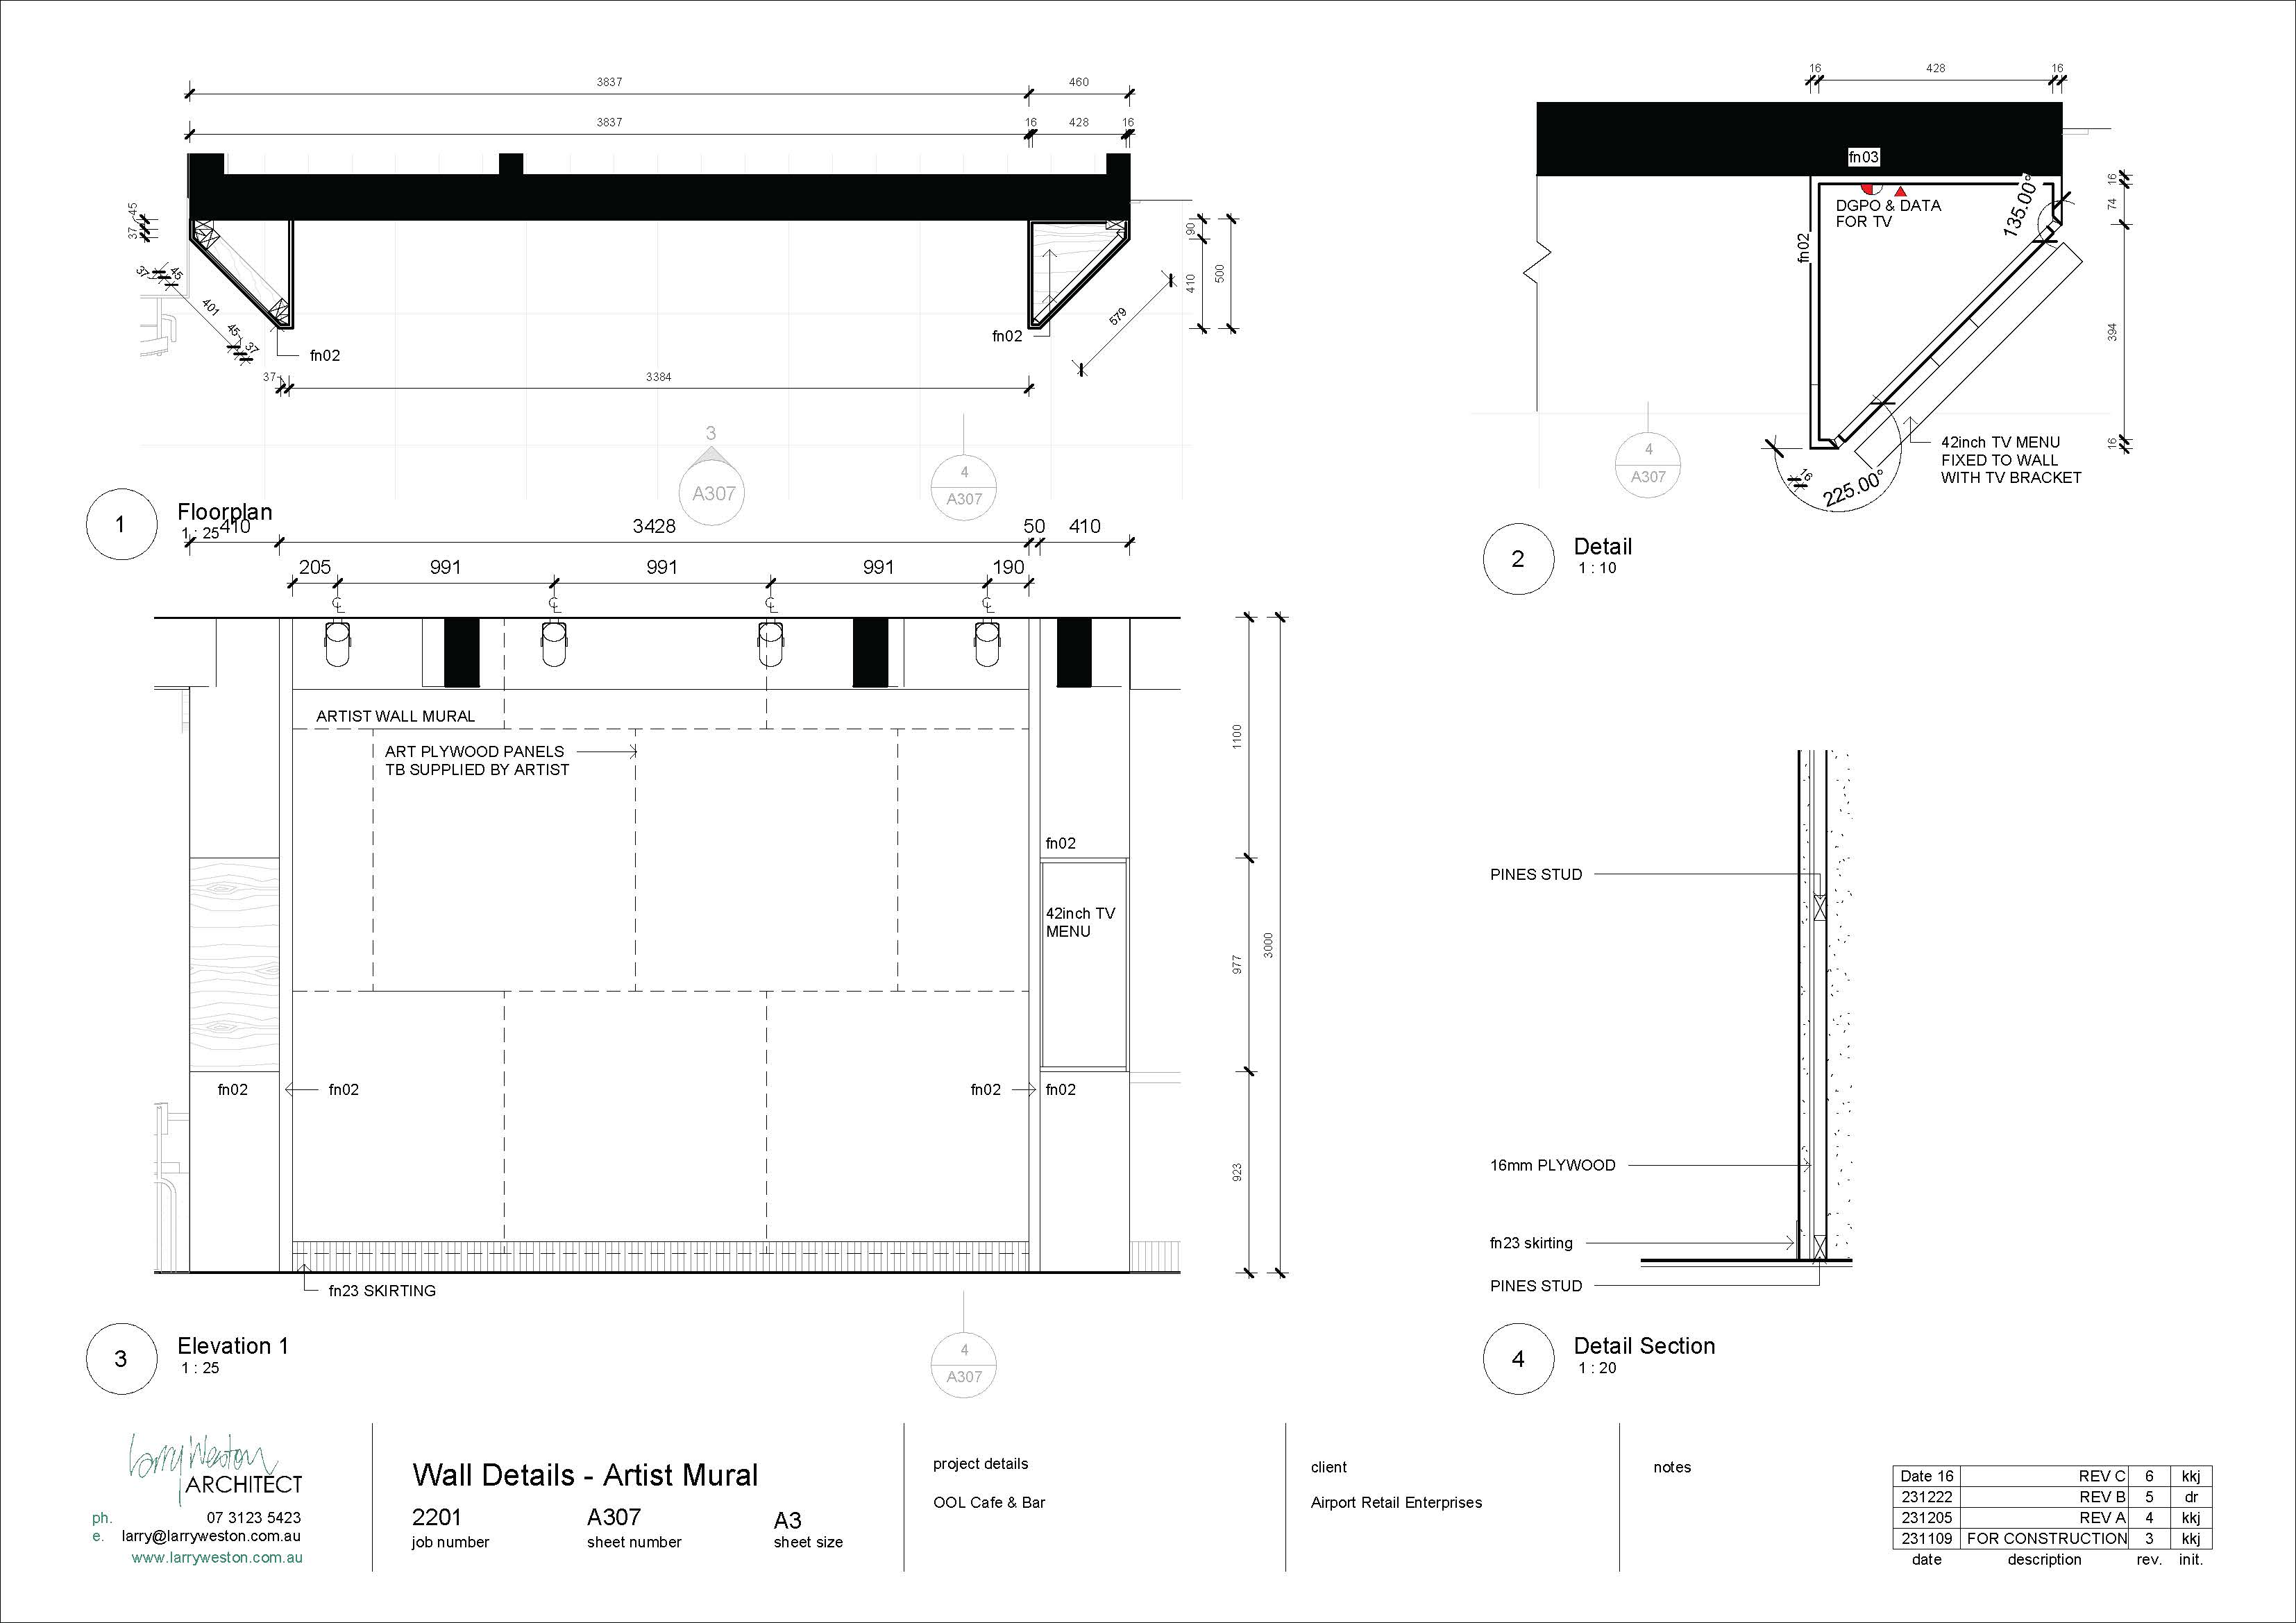 3837
460
3837
16
428
16
45
37
37
45
401
45
37
fn02
fn02
90
410
500
579
37
3384
3
A307
4
A307
1
Floorplan
1 : 25
16
428
16
fn03
DGPO & DATA
FOR TV
fn02
135.00°
16
74
394
16
42inch TV MENU
FIXED TO WALL
WITH TV BRACKET
16
225.00°
4
A307
2
Detail
1 : 10
410
3428
50
410
205
991
991
991
190
ARTIST WALL MURAL
ART PLYWOOD PANELS
TB SUPPLIED BY ARTIST
fn02
42inch TV
MENU
fn02
fn02
fn02
fn02
fn23 SKIRTING
1100
977
923
3000
4
A307
3
Elevation 1
1 : 25
PINES STUD
16mm PLYWOOD
fn23 skirting
PINES STUD
4
Detail Section
1 : 20
Larry Weston
ARCHITECT
ph. 07 3123 5423
e. larry@larryweston.com.au
www.larryweston.com.au
Wall Details - Artist Mural
2201 A307 A3
job number sheet number sheet size
project details
OOL Cafe & Bar
client
Airport Retail Enterprises
notes
Date 16 REV C 6 kkj
231222 REV B 5 dr
231205 REV A 4 kkj
231109 FOR CONSTRUCTION 3 kkj
date description rev. init.